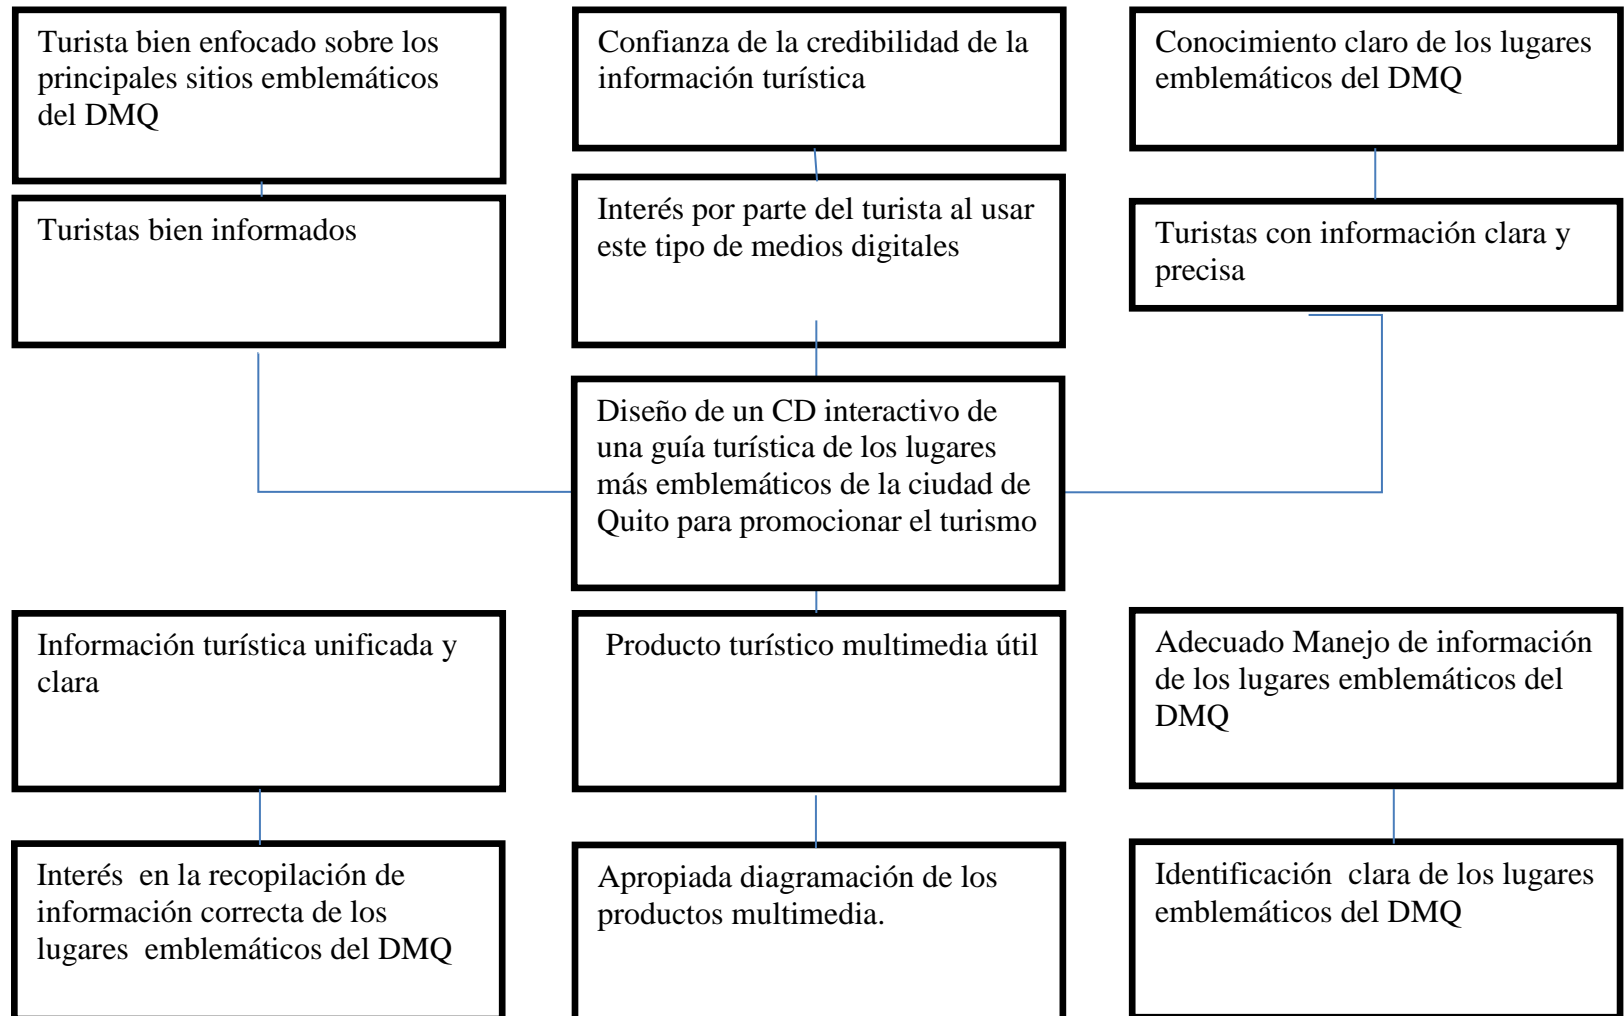 Turista bien enfocado sobre los
principales sitios emblemáticos
del DMQ
Confianza de la credibilidad de la
información turística
Conocimiento claro de los lugares
emblemáticos del DMQ
Turistas bien informados
Interés por parte del turista al usar
este tipo de medios digitales
Turistas con información clara y
precisa
Diseño de un CD interactivo de
una guía turística de los lugares
más emblemáticos de la ciudad de
Quito para promocionar el turismo
Información turística unificada y
clara
Producto turístico multimedia útil
Adecuado Manejo de información
de los lugares emblemáticos del
DMQ
Interés  en la recopilación de
información correcta de los
lugares  emblemáticos del DMQ
Apropiada diagramación de los
productos multimedia.
Identificación  clara de los lugares
emblemáticos del DMQ